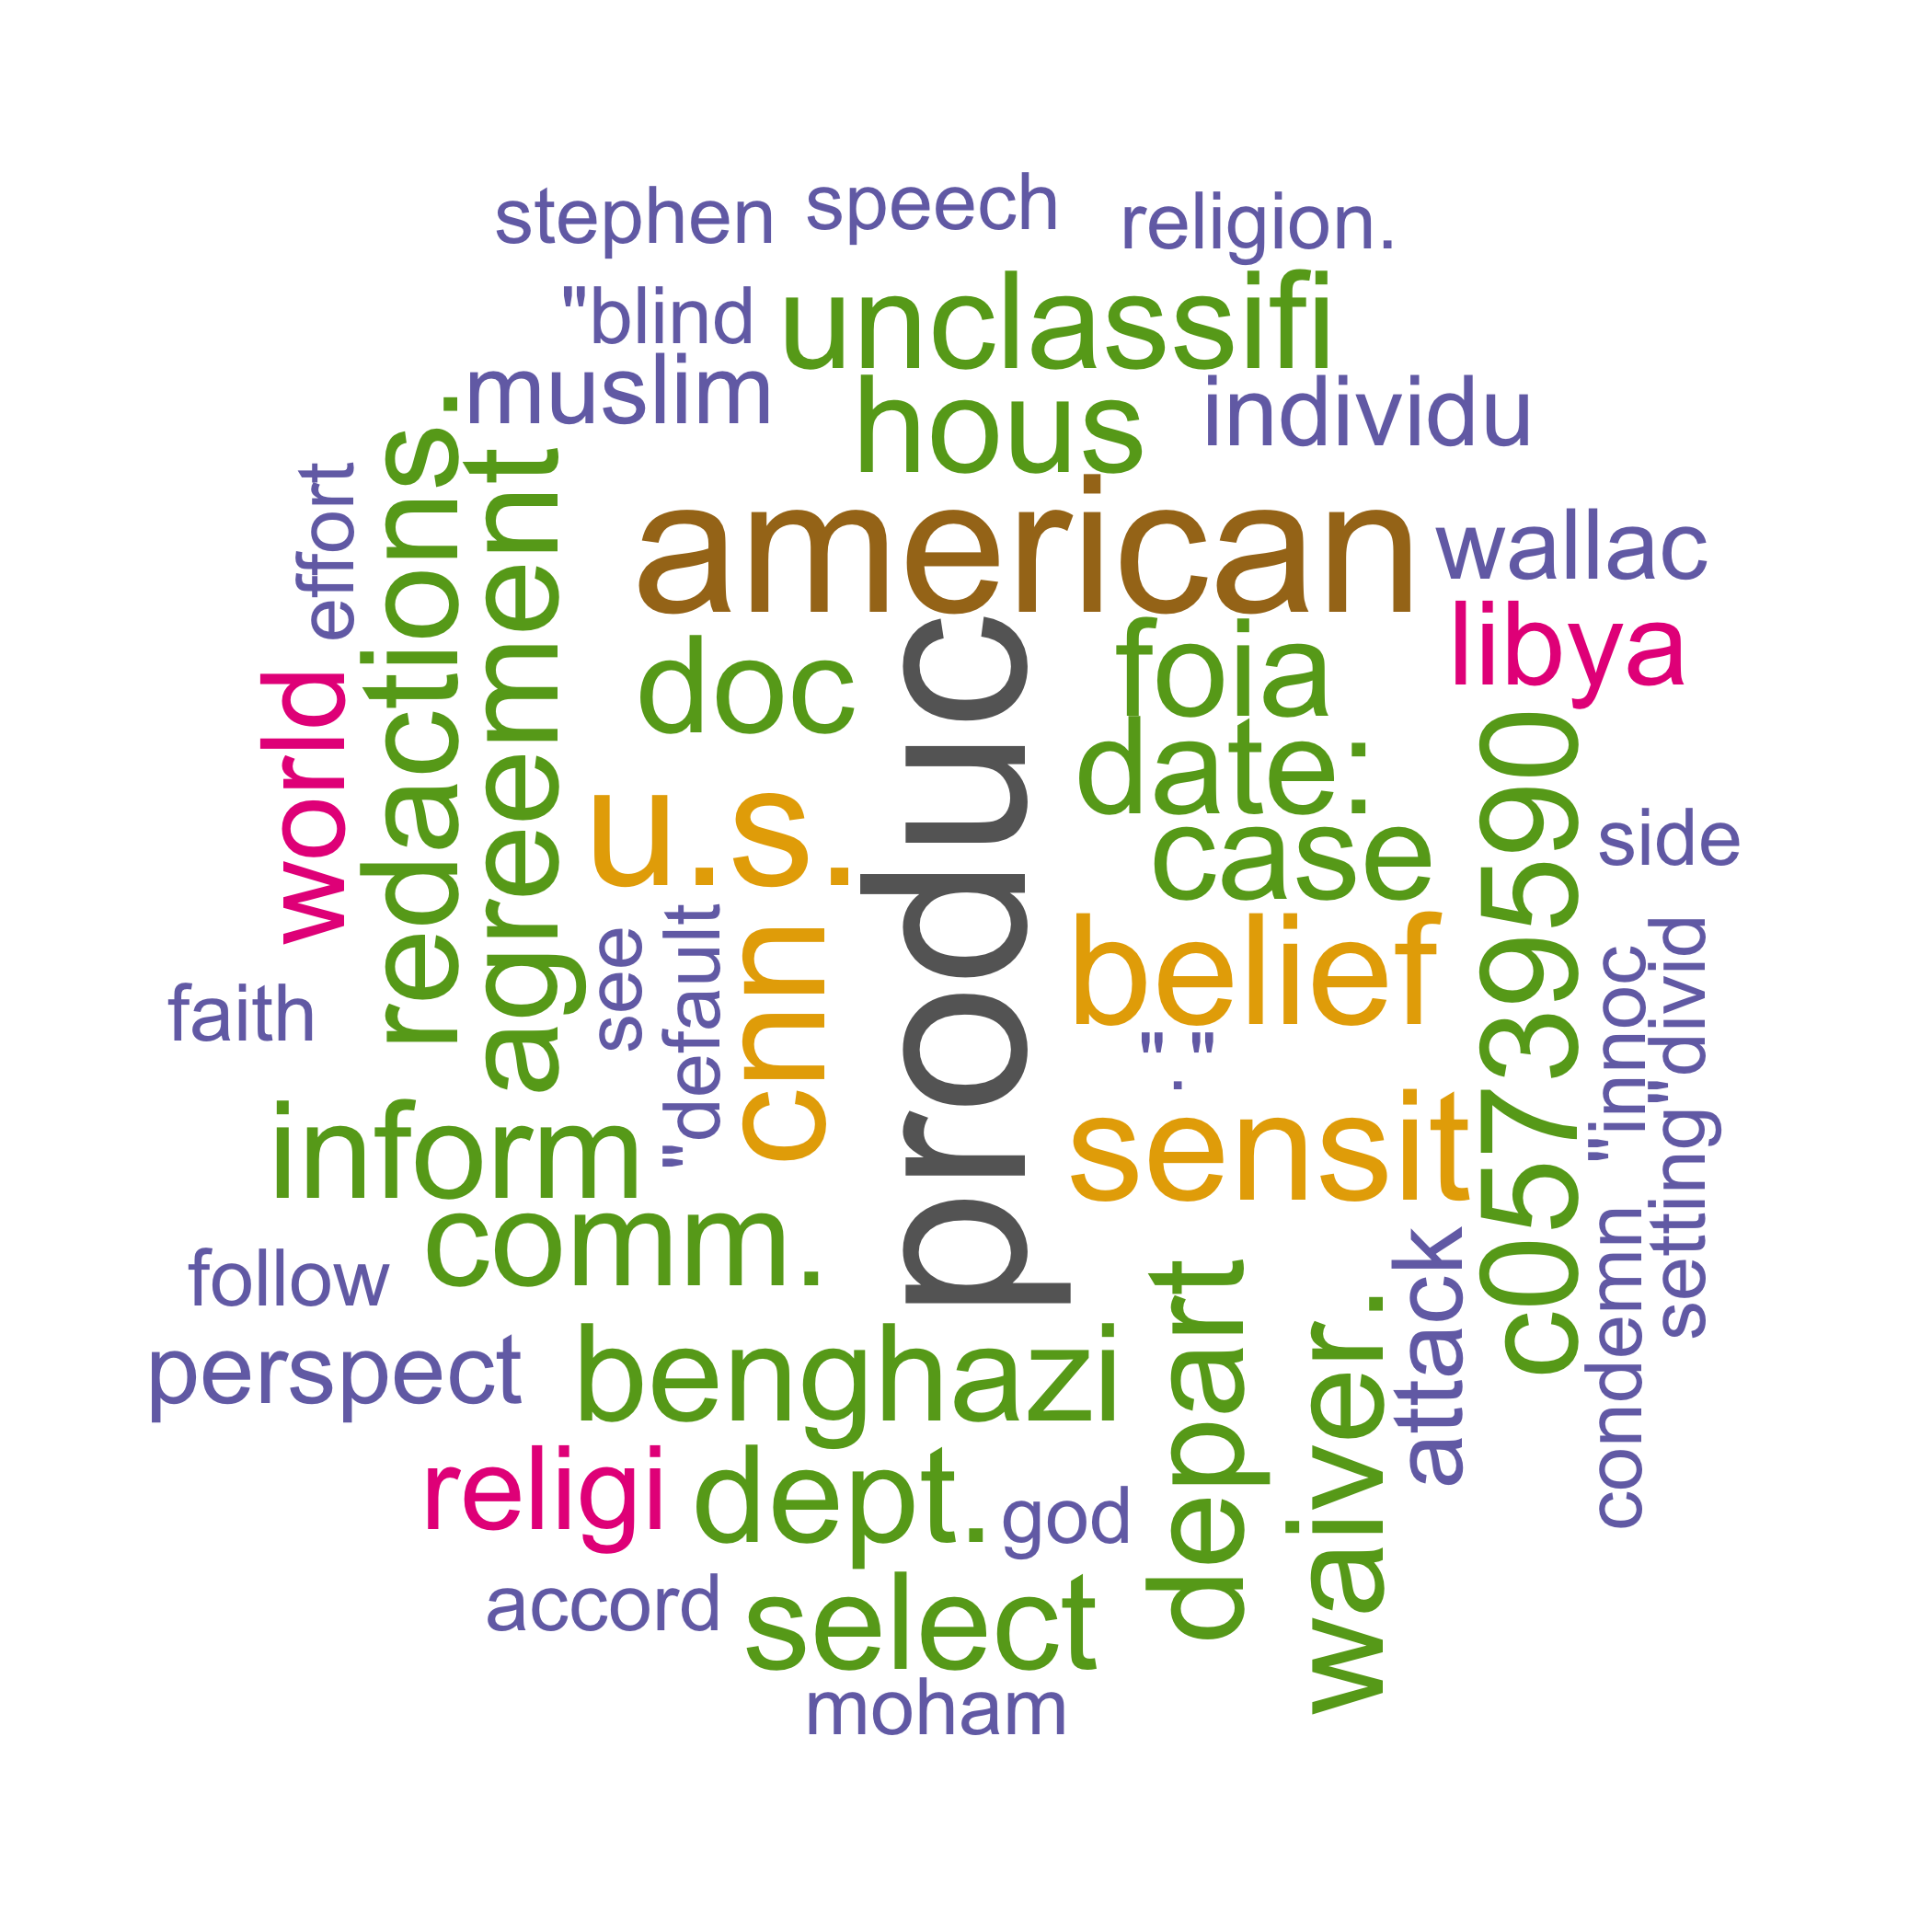 stephen
speech
religion.
"blind
unclassifi
muslim
hous
individu
effort
redactions.
agreement
american
wallac
libya
world
doc
produc
foia
date:
c05739590
u.s.
case
side
faith
see
"default
cnn
belief
"."
"innoc
setting"divid
inform
sensit
comm.
follow
perspect
benghazi
depart
waiver.
attack
condemn
religi
dept.
god
accord
select
moham